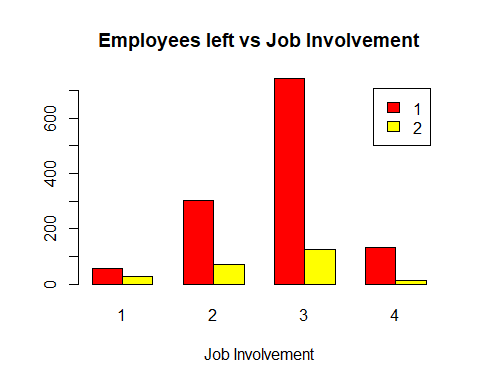 Employees left vs Job Involvement
600
400
200
0
1
2
1 2 3 4
Job Involvement